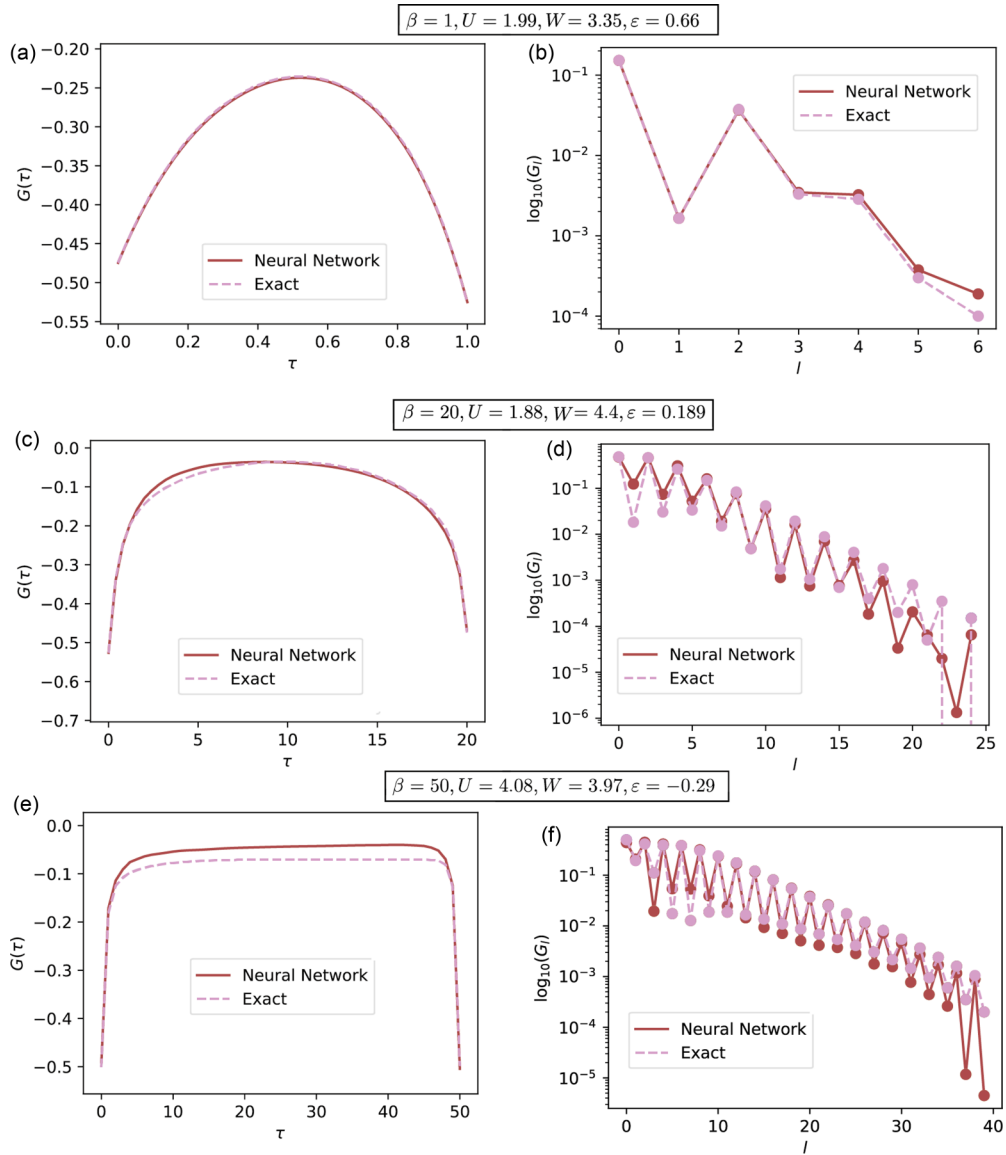 β = 1, U = 1.99, W = 3.35, ε = 0.66
(a)
−0.20
−0.25
−0.30
−0.35
−0.40
−0.45
−0.50
−0.55
G(τ)
Neural Network
Exact
0.0 0.2 0.4 0.6 0.8 1.0
τ
(b)
10⁻¹
10⁻²
10⁻³
10⁻⁴
log₁₀(Gₗ)
Neural Network
Exact
0 1 2 3 4 5 6
l
β = 20, U = 1.88, W = 4.4, ε = 0.189
(c)
0.0
−0.1
−0.2
−0.3
−0.4
−0.5
−0.6
−0.7
G(τ)
Neural Network
Exact
0 5 10 15 20
τ
(d)
10⁻¹
10⁻²
10⁻³
10⁻⁴
10⁻⁵
10⁻⁶
log₁₀(Gₗ)
Neural Network
Exact
0 5 10 15 20 25
l
β = 50, U = 4.08, W = 3.97, ε = −0.29
(e)
0.0
−0.1
−0.2
−0.3
−0.4
−0.5
G(τ)
Neural Network
Exact
0 10 20 30 40 50
τ
(f)
10⁻¹
10⁻²
10⁻³
10⁻⁴
10⁻⁵
log₁₀(Gₗ)
Neural Network
Exact
0 10 20 30 40
l